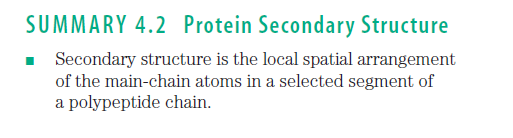 SUMMARY 4.2 Protein Secondary Structure
■ Secondary structure is the local spatial arrangement
of the main-chain atoms in a selected segment of
a polypeptide chain.